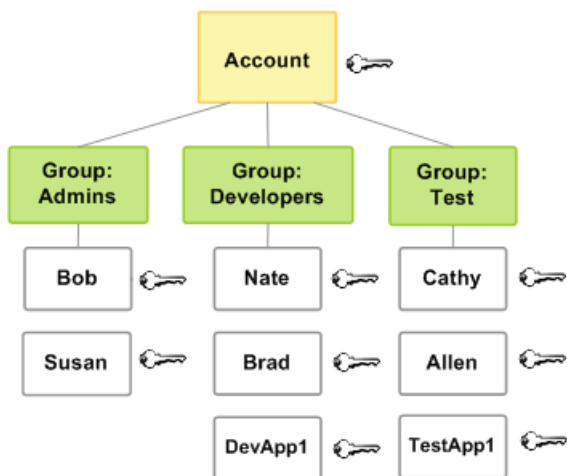 Account
Group:
Admins
Group:
Developers
Group:
Test
Bob
Nate
Cathy
Susan
Brad
Allen
DevApp1
TestApp1